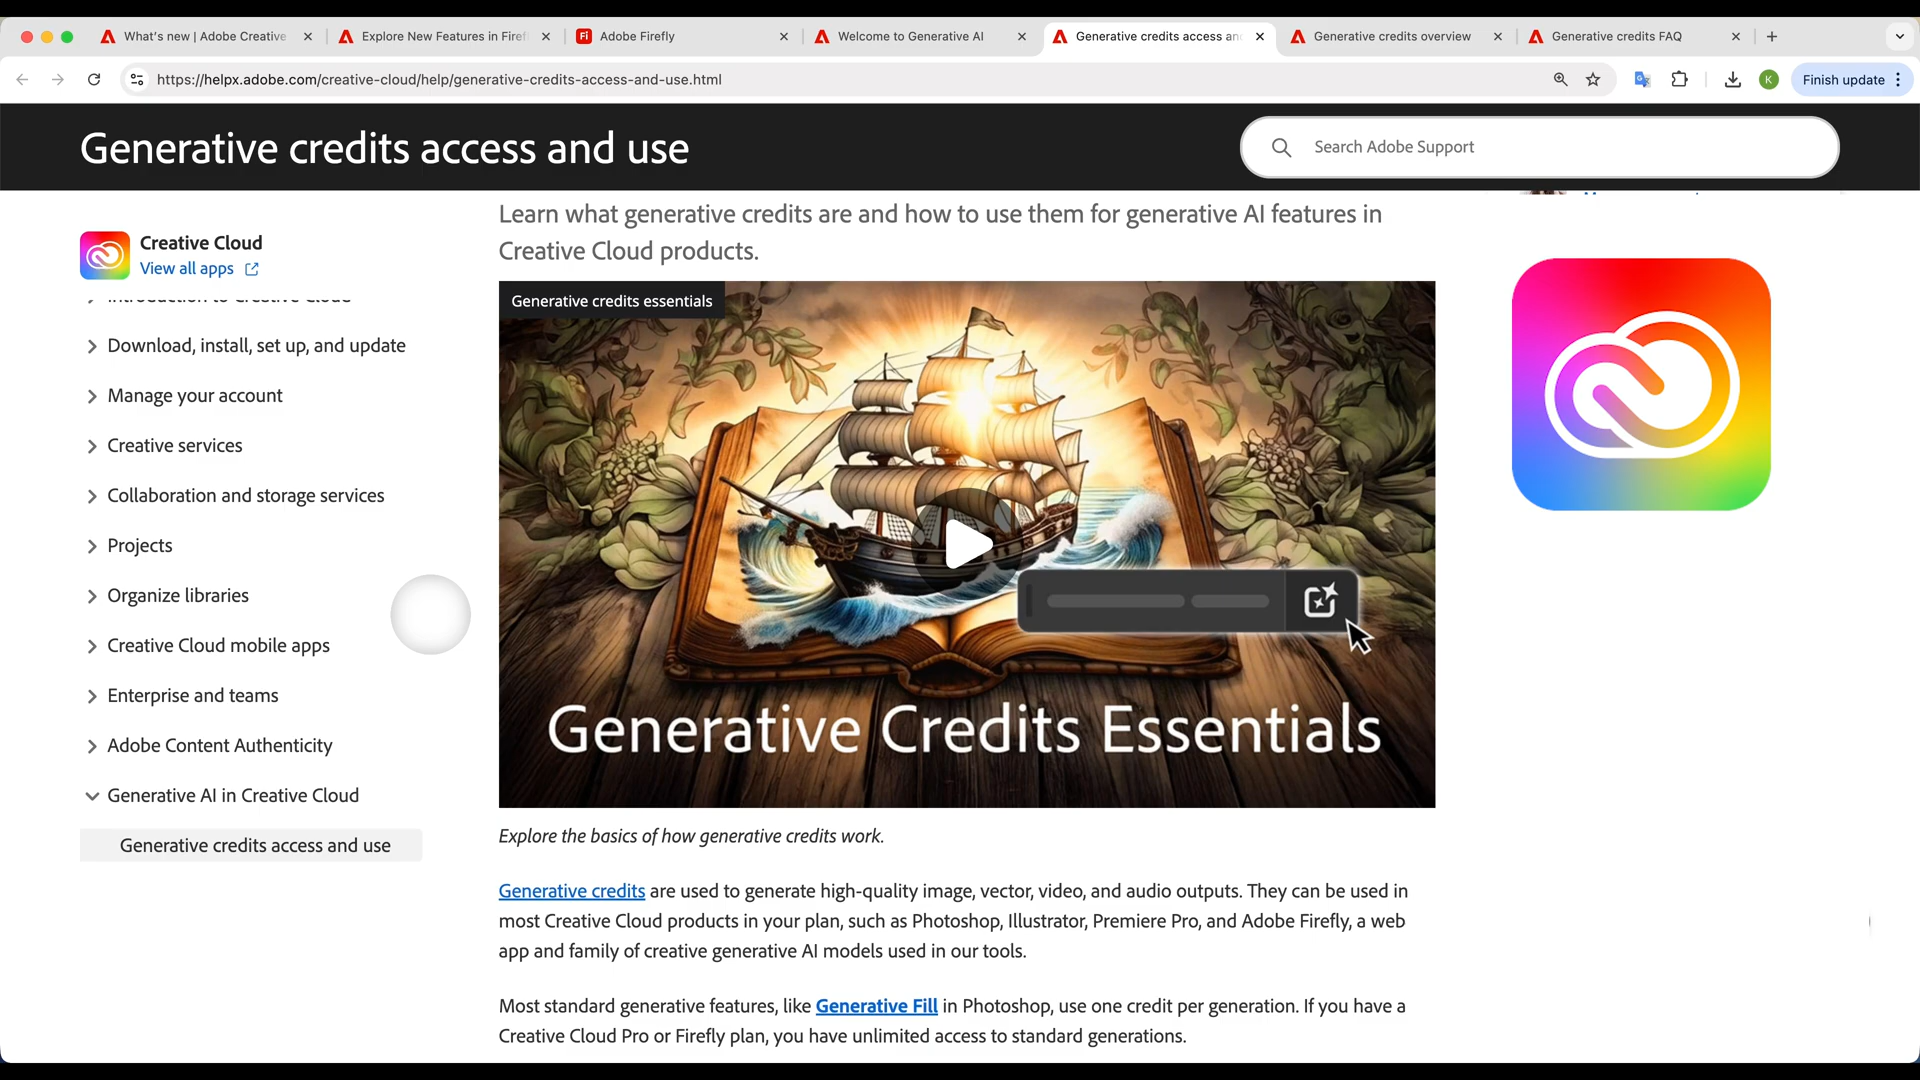 What's new | Adobe Creative
Explore New Features in Firef
Fi
Adobe Firefly
Welcome to Generative AI
Generative credits access an
Generative credits overview
Generative credits FAQ
https://helpx.adobe.com/creative-cloud/help/generative-credits-access-and-use.html
K
Finish update
Generative credits access and use
Search Adobe Support
Creative Cloud
View all apps
Introduction to Creative Cloud
Download, install, set up, and update
Manage your account
Creative services
Collaboration and storage services
Projects
Organize libraries
Creative Cloud mobile apps
Enterprise and teams
Adobe Content Authenticity
Generative AI in Creative Cloud
Generative credits access and use
Learn what generative credits are and how to use them for generative AI features in
Creative Cloud products.
Generative credits essentials
Generative Credits Essentials
Explore the basics of how generative credits work.
Generative credits are used to generate high-quality image, vector, video, and audio outputs. They can be used in
most Creative Cloud products in your plan, such as Photoshop, Illustrator, Premiere Pro, and Adobe Firefly, a web
app and family of creative generative AI models used in our tools.
Most standard generative features, like Generative Fill in Photoshop, use one credit per generation. If you have a
Creative Cloud Pro or Firefly plan, you have unlimited access to standard generations.